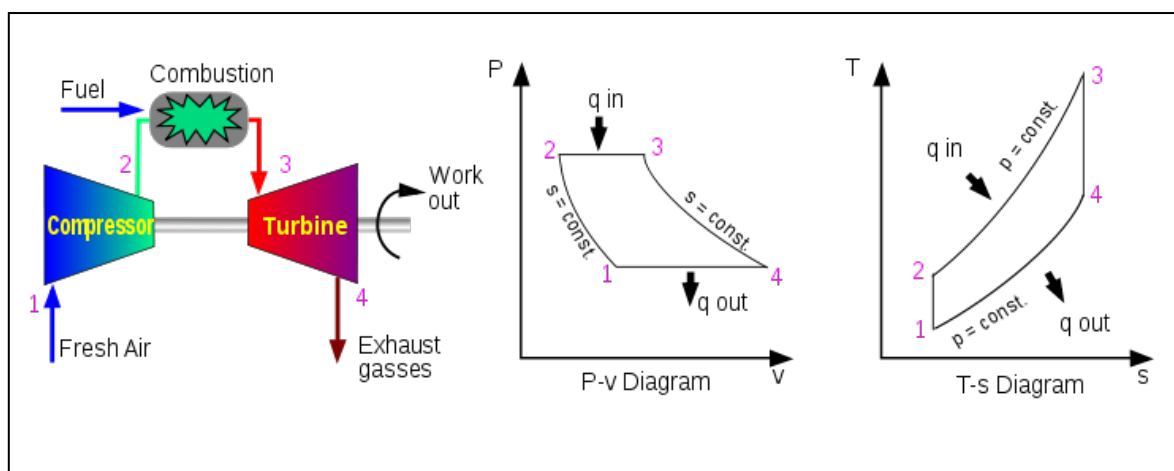 Combustion
Fuel
2
3
Compressor
Turbine
Work
out
1
4
Fresh Air
Exhaust
gasses
P
q in
2
3
s = const.
s = const.
1
4
q out
P-v Diagram
v
T
3
q in
p = const.
4
2
1
p = const.
q out
T-s Diagram
s